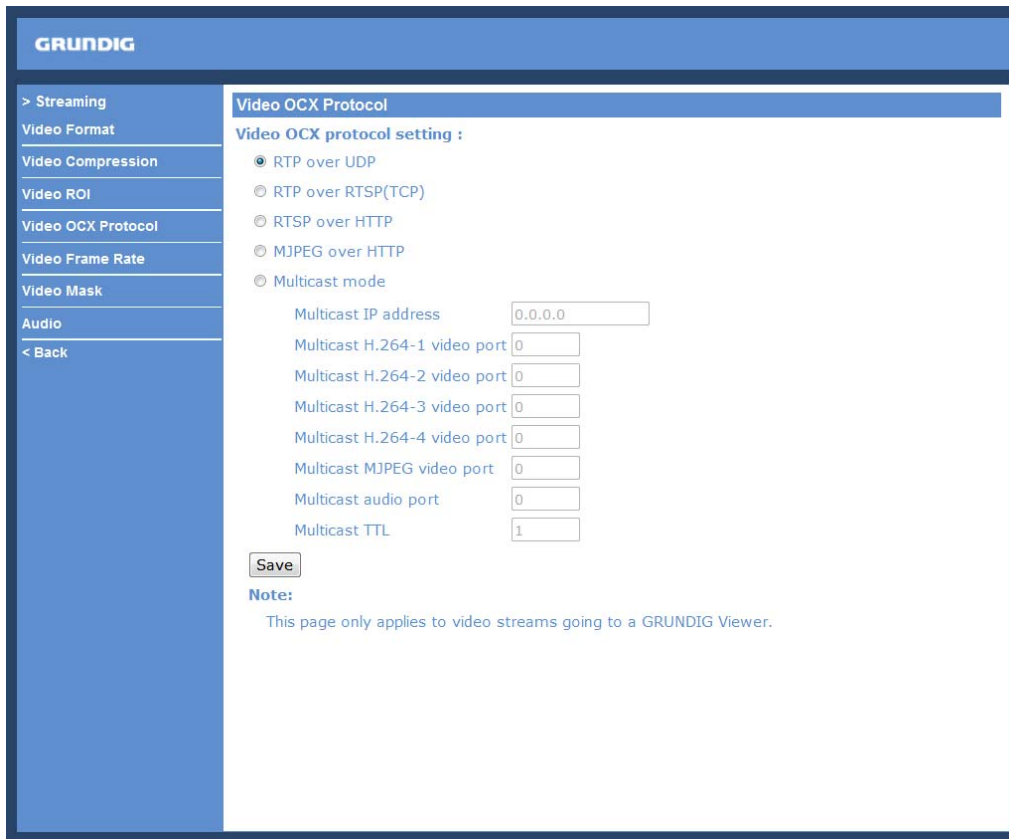 GRUNDIG
> Streaming
Video Format
Video Compression
Video ROI
Video OCX Protocol
Video Frame Rate
Video Mask
Audio
< Back
Video OCX Protocol
Video OCX protocol setting :
RTP over UDP
RTP over RTSP(TCP)
RTSP over HTTP
MJPEG over HTTP
Multicast mode
Multicast IP address 0.0.0.0
Multicast H.264-1 video port 0
Multicast H.264-2 video port 0
Multicast H.264-3 video port 0
Multicast H.264-4 video port 0
Multicast MJPEG video port 0
Multicast audio port 0
Multicast TTL 1
Save
Note:
This page only applies to video streams going to a GRUNDIG Viewer.